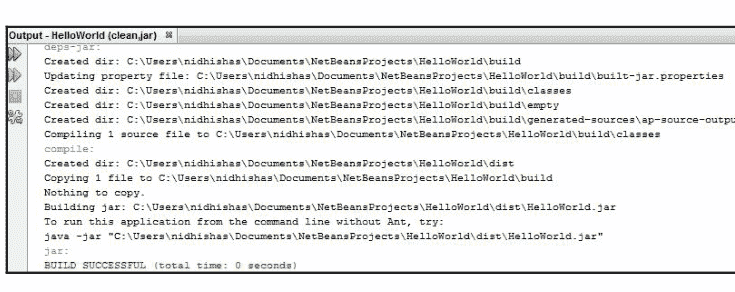 Output - HelloWorld (clean,jar)
deps-jar:
Created dir: C:\Users\nidhishas\Documents\NetBeansProjects\HelloWorld\build
Updating property file: C:\Users\nidhishas\Documents\NetBeansProjects\HelloWorld\build\built-jar.properties
Created dir: C:\Users\nidhishas\Documents\NetBeansProjects\HelloWorld\build\classes
Created dir: C:\Users\nidhishas\Documents\NetBeansProjects\HelloWorld\build\empty
Created dir: C:\Users\nidhishas\Documents\NetBeansProjects\HelloWorld\build\generated-sources\ap-source-outpu
Compiling 1 source file to C:\Users\nidhishas\Documents\NetBeansProjects\HelloWorld\build\classes
compile:
Created dir: C:\Users\nidhishas\Documents\NetBeansProjects\HelloWorld\dist
Copying 1 file to C:\Users\nidhishas\Documents\NetBeansProjects\HelloWorld\build
Nothing to copy.
Building jar: C:\Users\nidhishas\Documents\NetBeansProjects\HelloWorld\dist\HelloWorld.jar
To run this application from the command line without Ant, try:
java -jar "C:\Users\nidhishas\Documents\NetBeansProjects\HelloWorld\dist\HelloWorld.jar"
jar:
BUILD SUCCESSFUL (total time: 0 seconds)